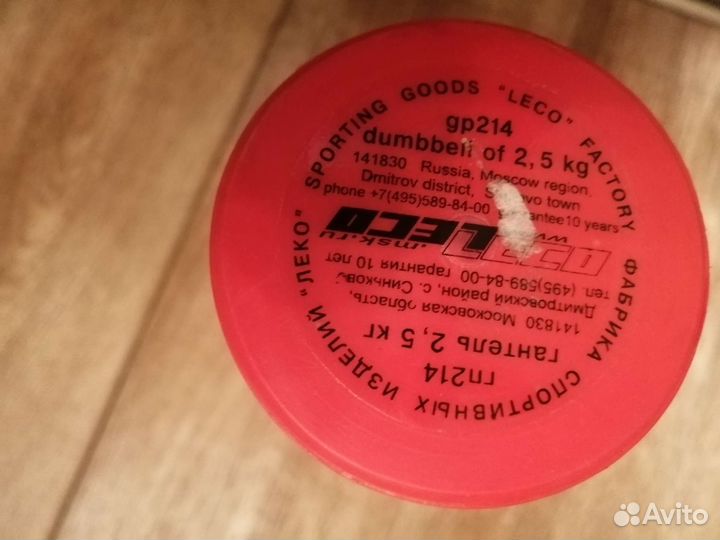 SPORTING GOODS "LECO" FACTORY
gp214
dumbbell of 2,5 kg
141830 Russia, Moscow region.
Dmitrov district, town
phone +7(495)589-84-00 10 years
LECO
.msk.ru
тел. (495)589-84-00 гарантия 10 лет
Дмитровский район, с. Синьково
141830 Московская область,
гантель 2,5 кг
гп214
ФАБРИКА СПОРТИВНЫХ ИЗДЕЛИЙ "ЛЕКО"
Avito